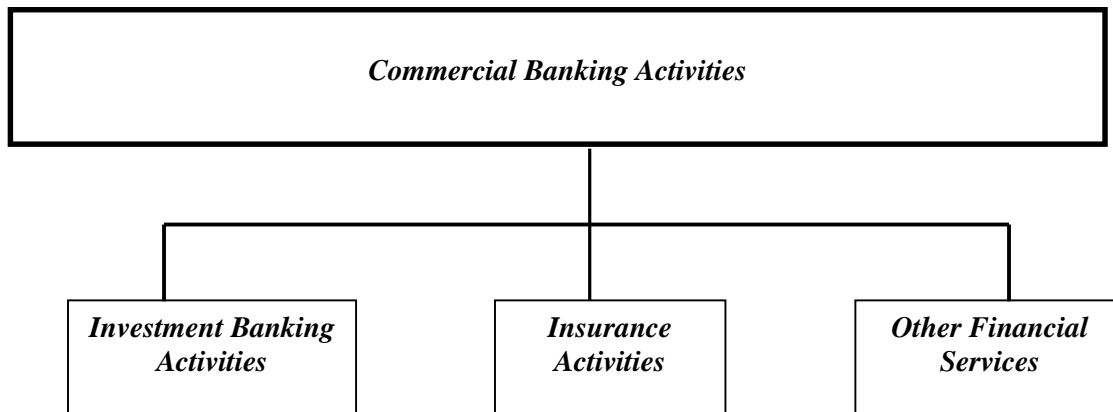 Commercial Banking Activities
Investment Banking
Activities
Insurance
Activities
Other Financial
Services